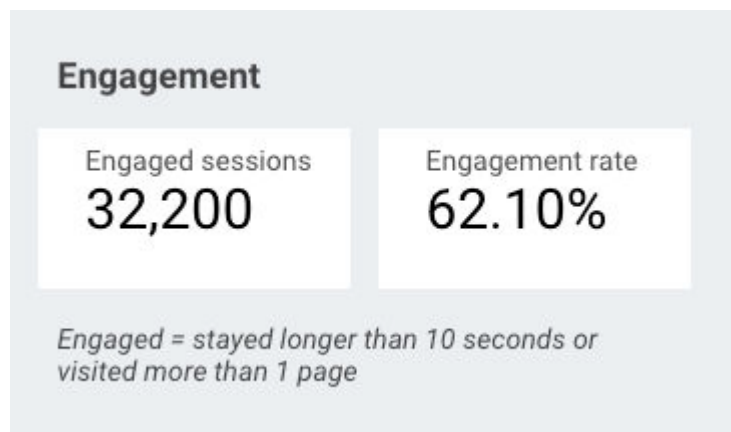 Engagement
Engaged sessions
32,200
Engagement rate
62.10%
Engaged = stayed longer than 10 seconds or
visited more than 1 page